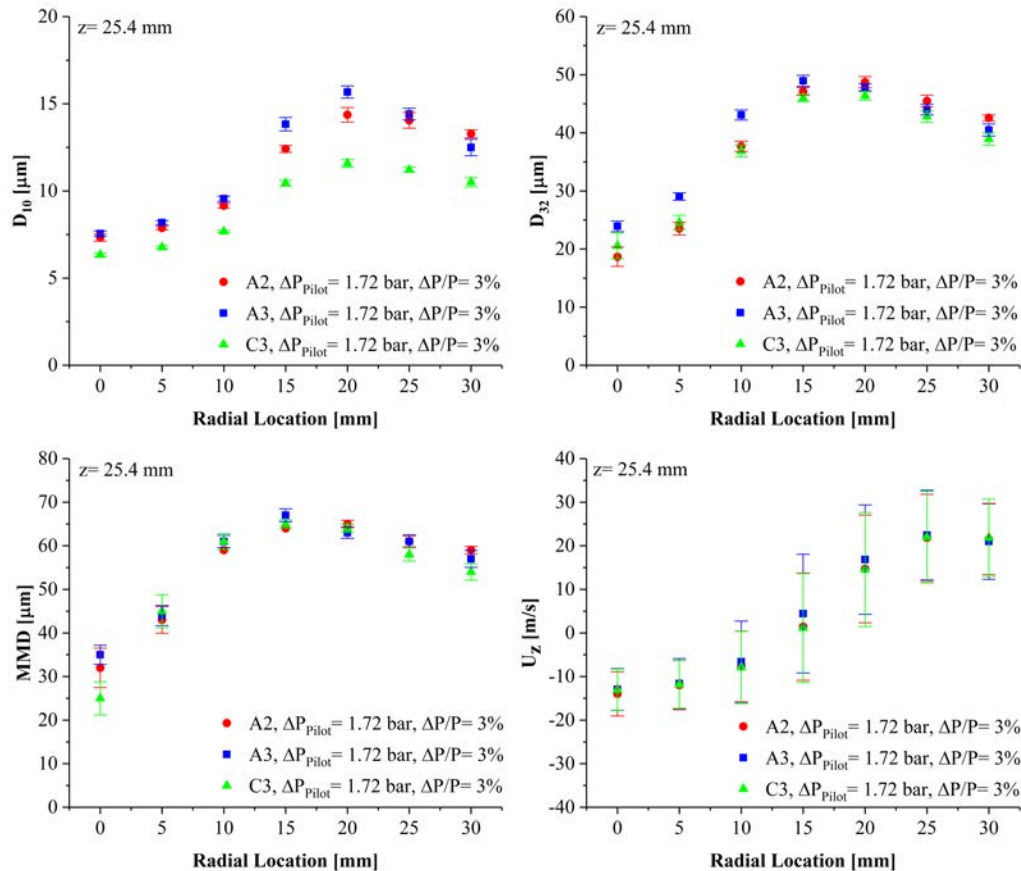 z= 25.4 mm
20
15
10
5
0
D10 [μm]
A2, ΔPPilot= 1.72 bar, ΔP/P= 3%
A3, ΔPPilot= 1.72 bar, ΔP/P= 3%
C3, ΔPPilot= 1.72 bar, ΔP/P= 3%
0 5 10 15 20 25 30
Radial Location [mm]
z= 25.4 mm
60
50
40
30
20
10
0
D32 [μm]
A2, ΔPPilot= 1.72 bar, ΔP/P= 3%
A3, ΔPPilot= 1.72 bar, ΔP/P= 3%
C3, ΔPPilot= 1.72 bar, ΔP/P= 3%
0 5 10 15 20 25 30
Radial Location [mm]
z= 25.4 mm
80
70
60
50
40
30
20
10
0
MMD [μm]
A2, ΔPPilot= 1.72 bar, ΔP/P= 3%
A3, ΔPPilot= 1.72 bar, ΔP/P= 3%
C3, ΔPPilot= 1.72 bar, ΔP/P= 3%
0 5 10 15 20 25 30
Radial Location [mm]
z= 25.4 mm
40
30
20
10
0
-10
-20
-30
-40
UZ [m/s]
A2, ΔPPilot= 1.72 bar, ΔP/P= 3%
A3, ΔPPilot= 1.72 bar, ΔP/P= 3%
C3, ΔPPilot= 1.72 bar, ΔP/P= 3%
0 5 10 15 20 25 30
Radial Location [mm]